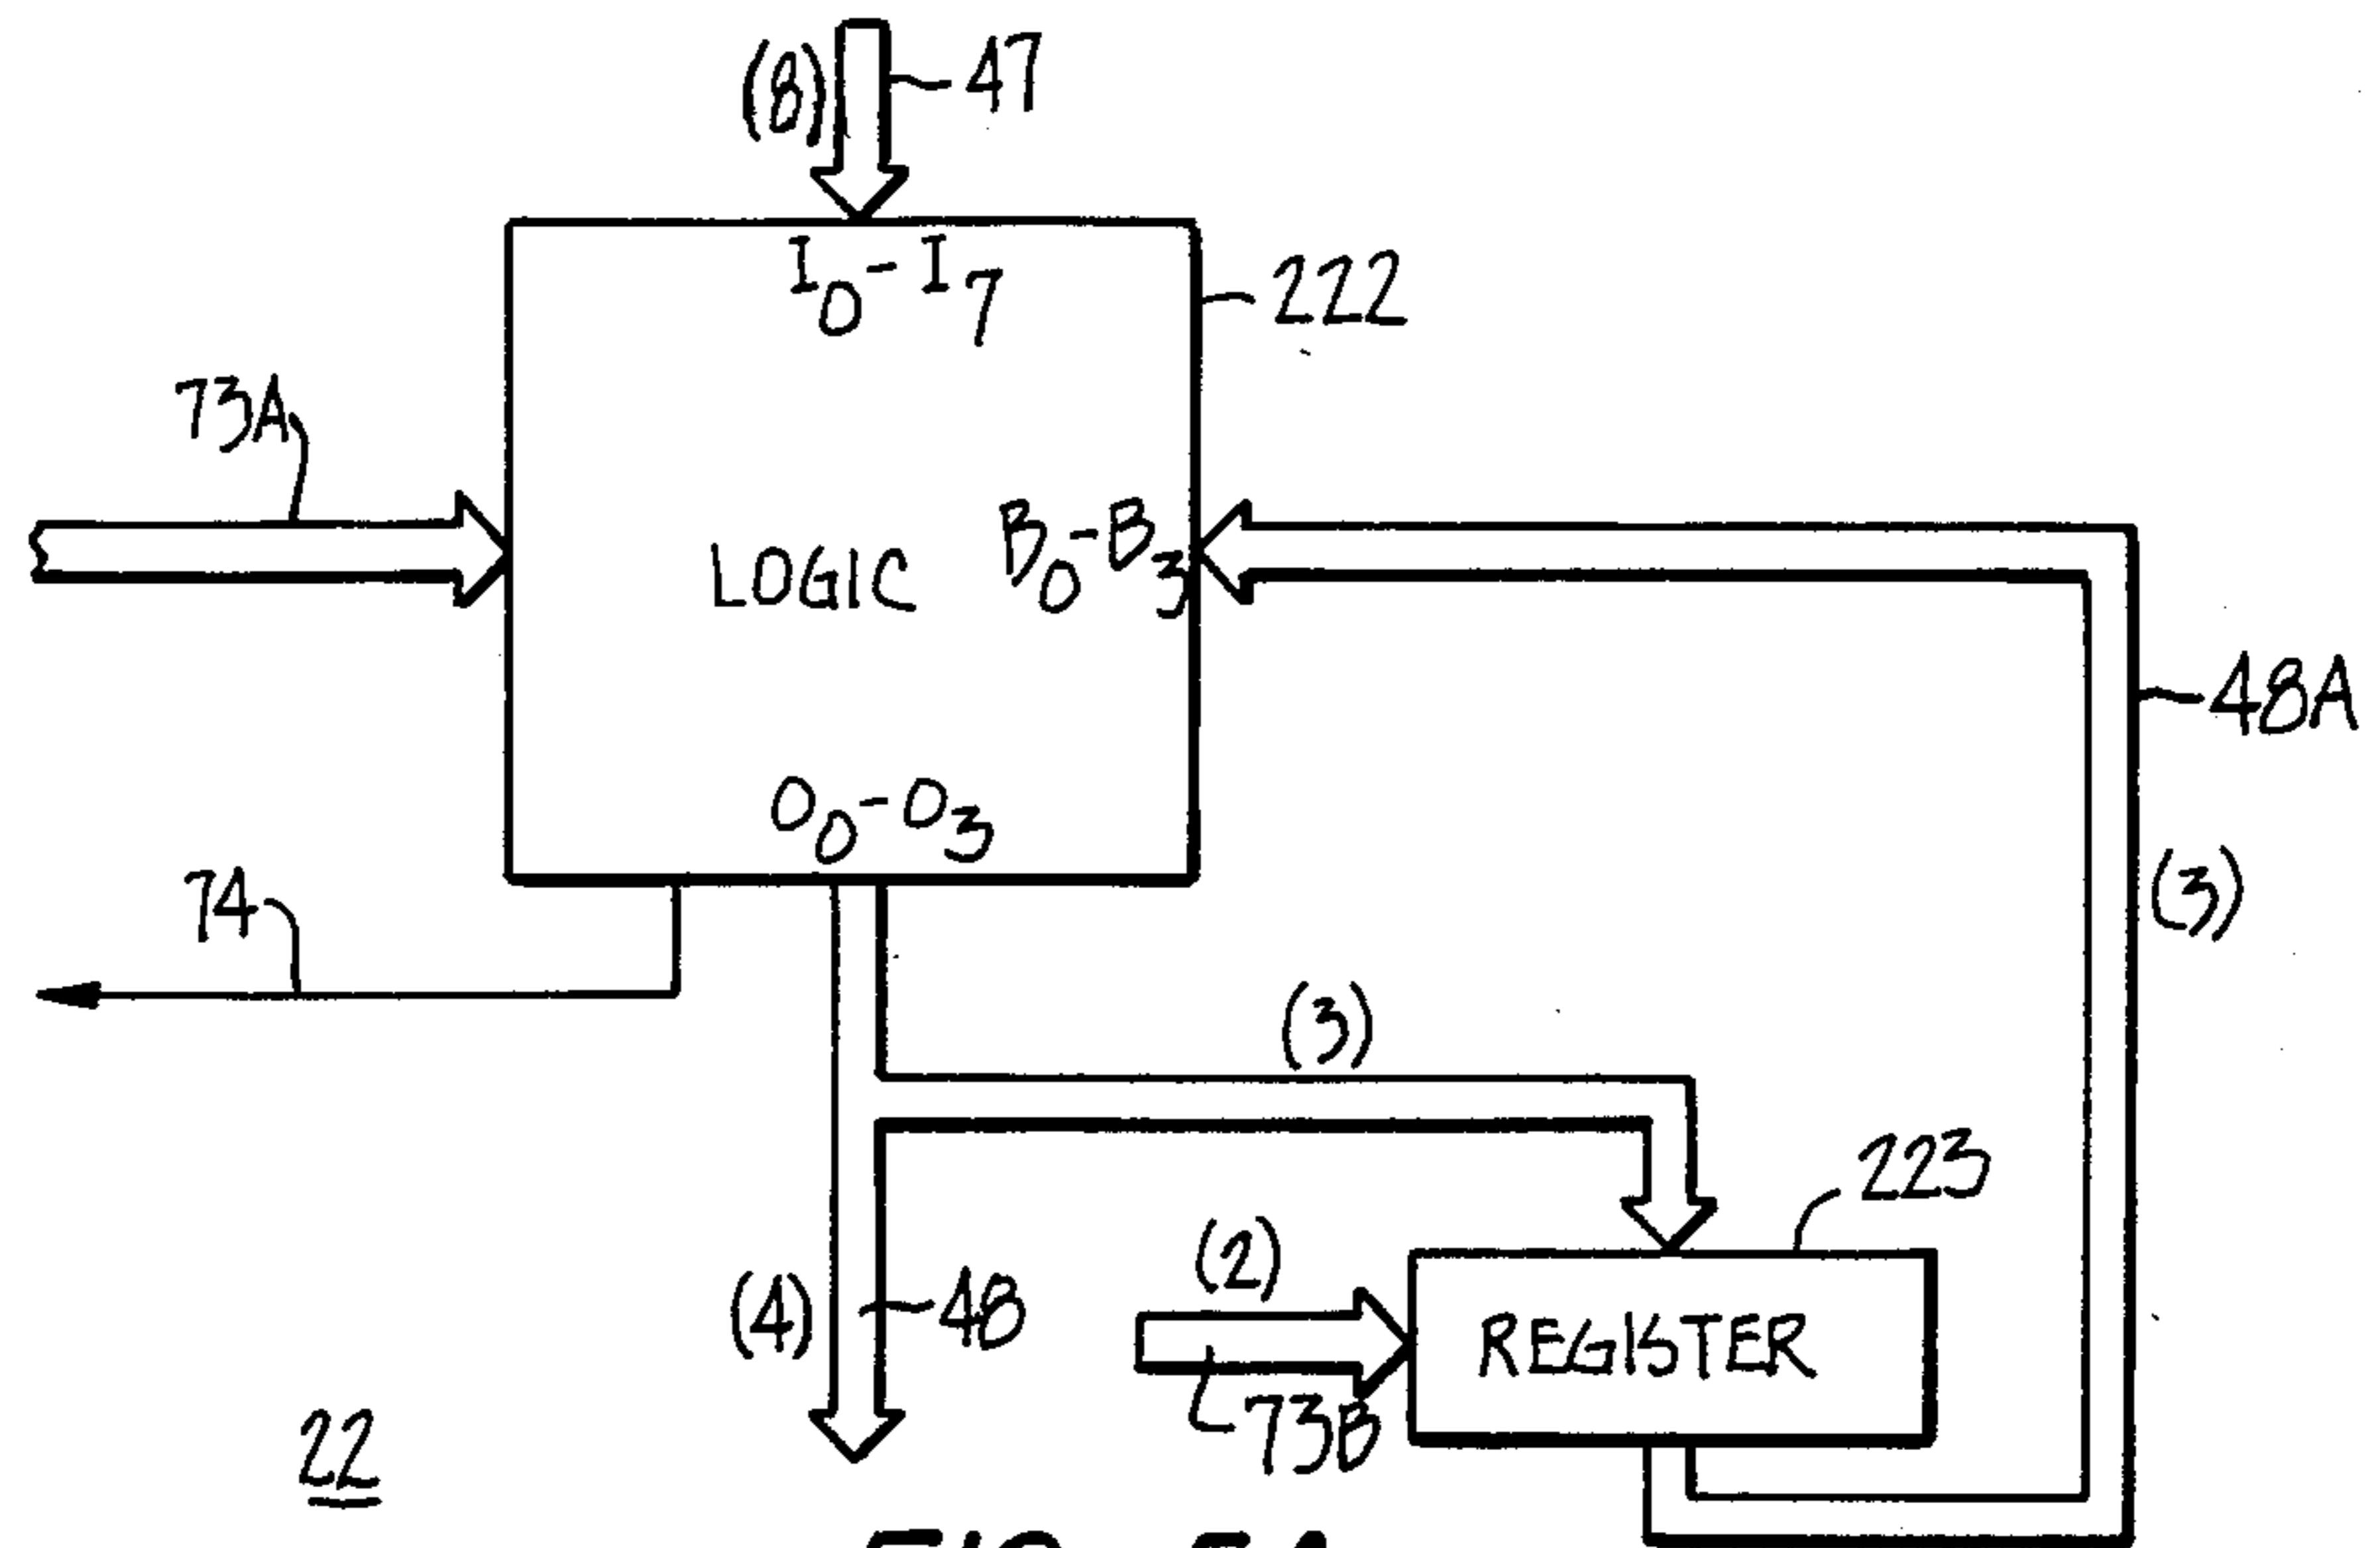 (8)
47
I0-I7
222
73A
LOGIC
B0-B3
48A
O0-O3
74
(3)
(3)
223
(2)
(4)
48
REGISTER
73B
22